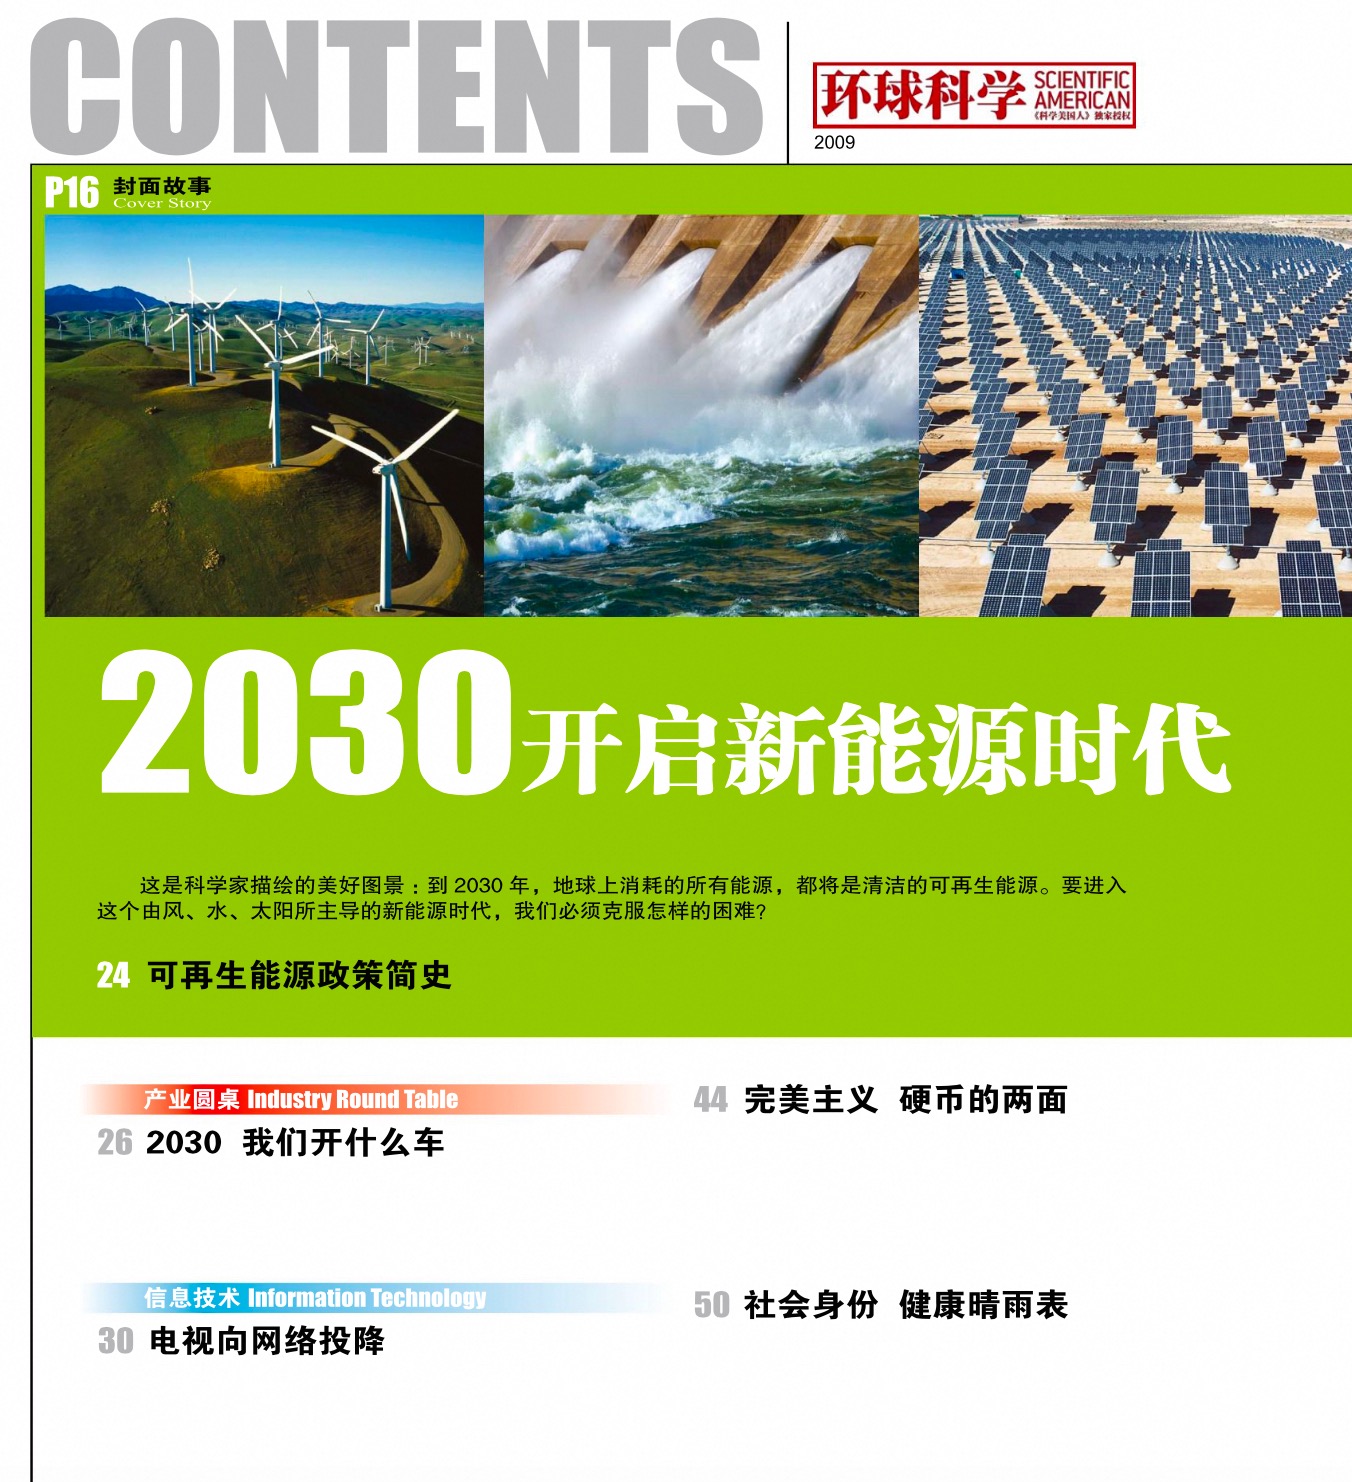 CONTENTS
环球科学
SCIENTIFIC
AMERICAN
《科学美国人》独家授权
2009
P16 封面故事
Cover Story
2030开启新能源时代
这是科学家描绘的美好图景：到 2030 年，地球上消耗的所有能源，都将是清洁的可再生能源。要进入
这个由风、水、太阳所主导的新能源时代，我们必须克服怎样的困难？
24 可再生能源政策简史
产业圆桌 Industry Round Table
26 2030 我们开什么车
信息技术 Information Technology
30 电视向网络投降
44 完美主义 硬币的两面
50 社会身份 健康晴雨表